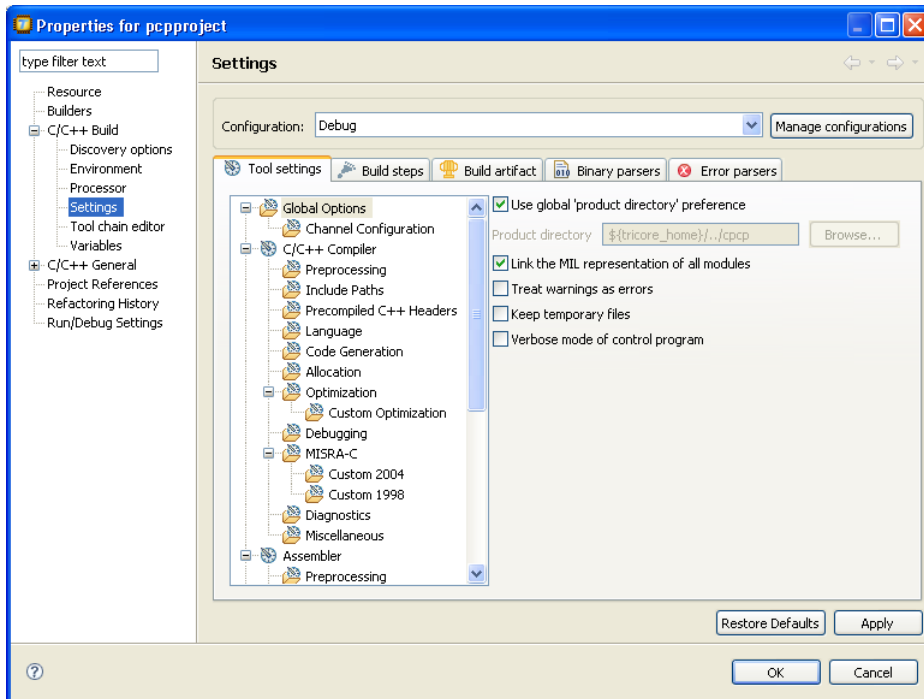 Properties for pcpproject
type filter text
Resource
Builders
C/C++ Build
Discovery options
Environment
Processor
Settings
Tool chain editor
Variables
C/C++ General
Project References
Refactoring History
Run/Debug Settings
Settings
Configuration: Debug Manage configurations
Tool settings Build steps Build artifact Binary parsers Error parsers
Global Options
Channel Configuration
C/C++ Compiler
Preprocessing
Include Paths
Precompiled C++ Headers
Language
Code Generation
Allocation
Optimization
Custom Optimization
Debugging
MISRA-C
Custom 2004
Custom 1998
Diagnostics
Miscellaneous
Assembler
Preprocessing
Use global 'product directory' preference
Product directory ${tricore_home}/../cpcp Browse...
Link the MIL representation of all modules
Treat warnings as errors
Keep temporary files
Verbose mode of control program
Restore Defaults Apply
OK Cancel